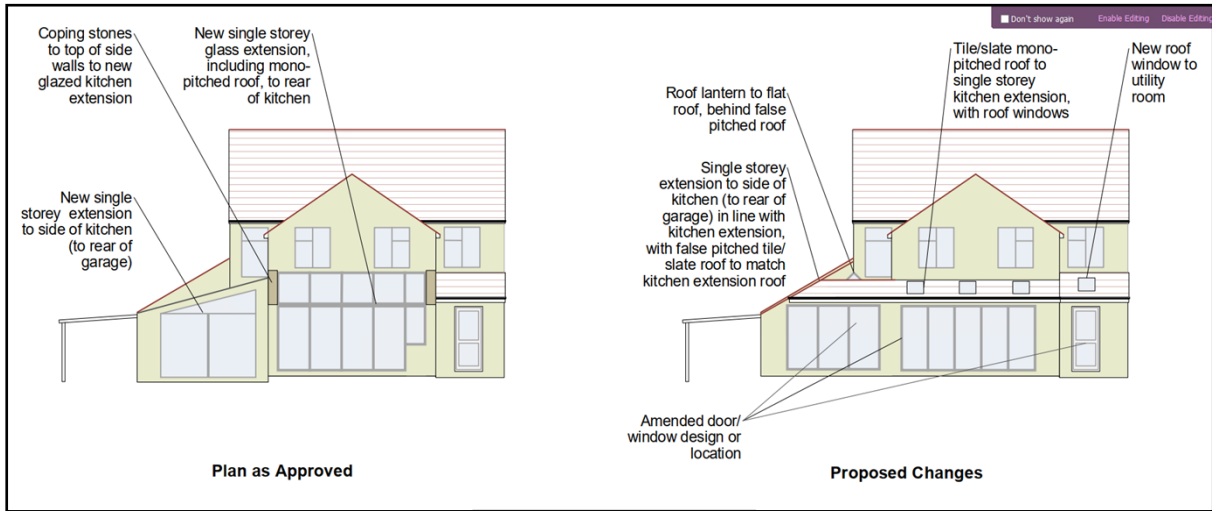 Don't show again Enable Editing Disable Editing
Coping stones
to top of side
walls to new
glazed kitchen
extension
New single storey
glass extension,
including mono-
pitched roof, to rear
of kitchen
New single
storey extension
to side of kitchen
(to rear of
garage)
Plan as Approved
Roof lantern to flat
roof, behind false
pitched roof
Tile/slate mono-
pitched roof to
single storey
kitchen extension,
with roof windows
New roof
window to
utility
room
Single storey
extension to side of
kitchen (to rear of
garage) in line with
kitchen extension,
with false pitched tile/
slate roof to match
kitchen extension roof
Amended door/
window design or
location
Proposed Changes